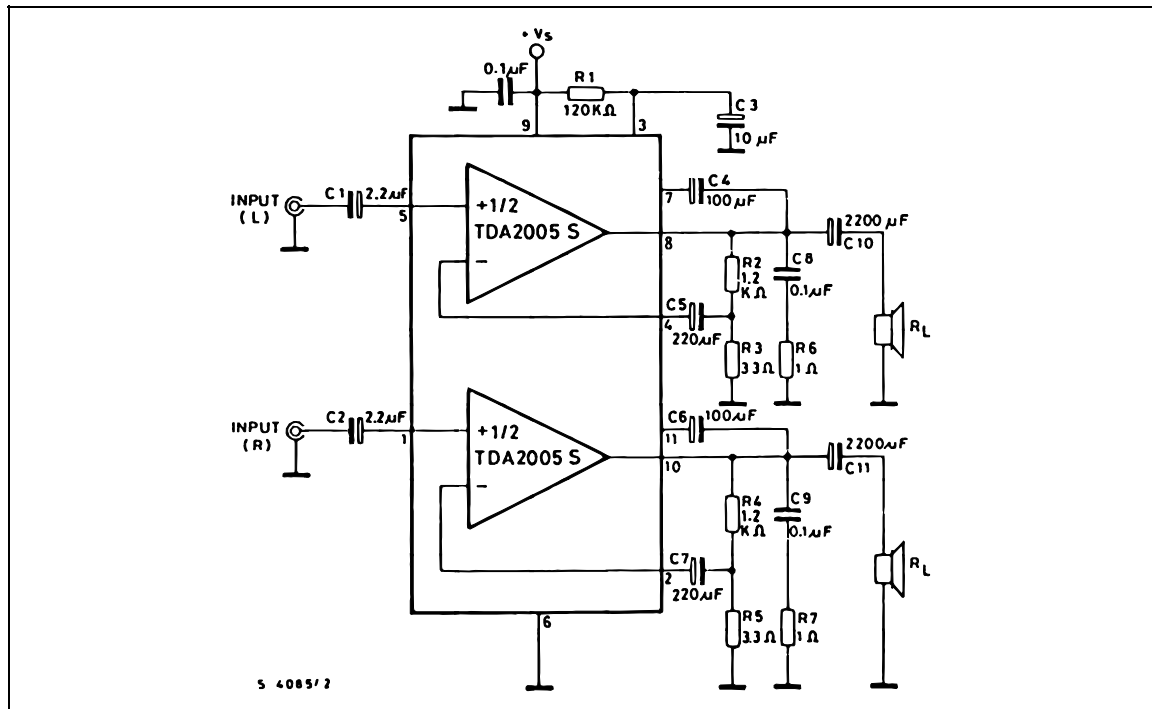 + Vs
0.1µF
R1
120KΩ
C3
10 µF
9
3
INPUT
(L)
C1
2.2µF
5
+1/2
TDA2005 S
−
7
C4
100µF
8
2200 µF
C10
R2
1.2
KΩ
C8
0.1µF
C5
4
220µF
R3
3.3Ω
R6
1Ω
RL
INPUT
(R)
C2
2.2µF
1
+1/2
TDA2005 S
−
C6
100µF
11
10
2200µF
C11
R4
1.2
KΩ
C9
0.1µF
C7
2
220µF
R5
3.3Ω
R7
1Ω
RL
6
S 4085/2